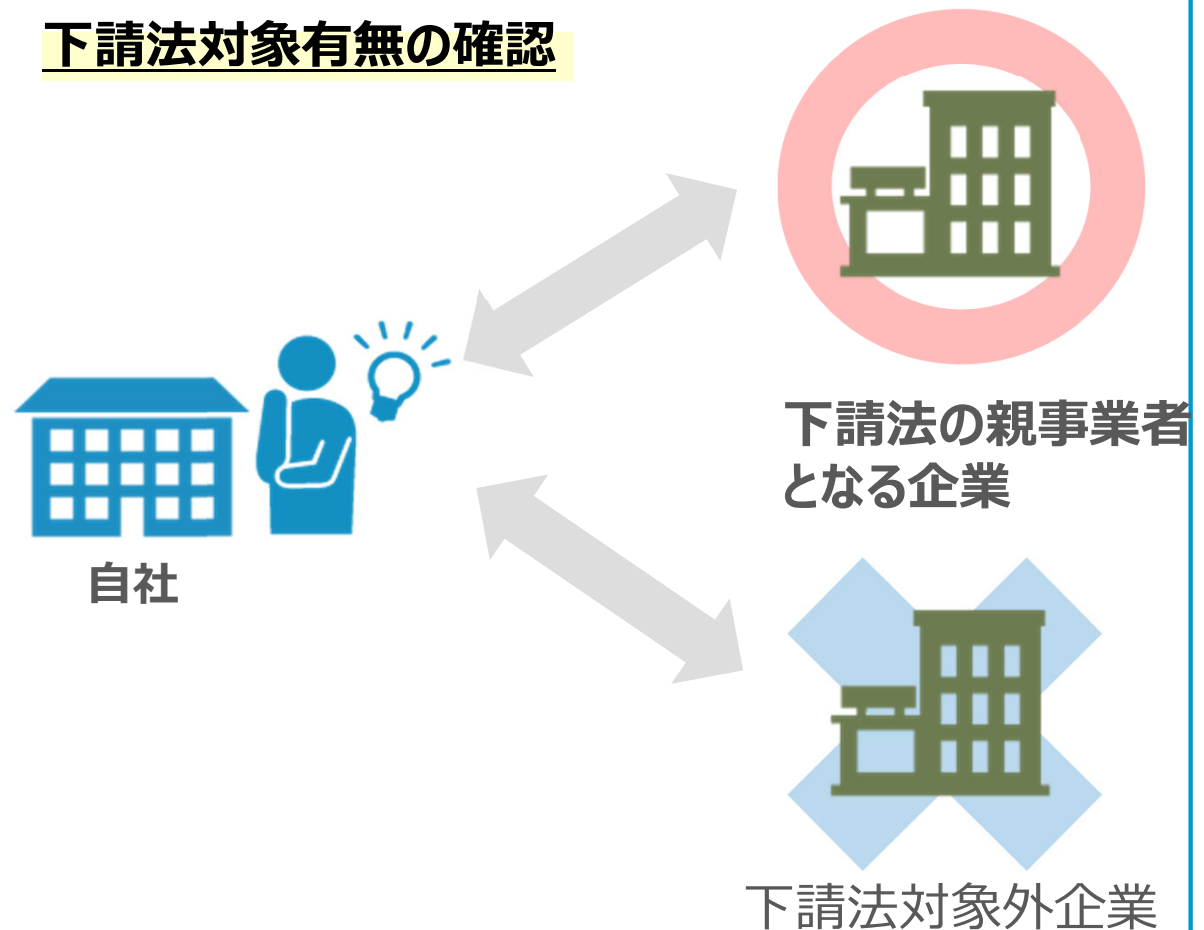 下請法対象有無の確認
自社
下請法の親事業者
となる企業
下請法対象外企業